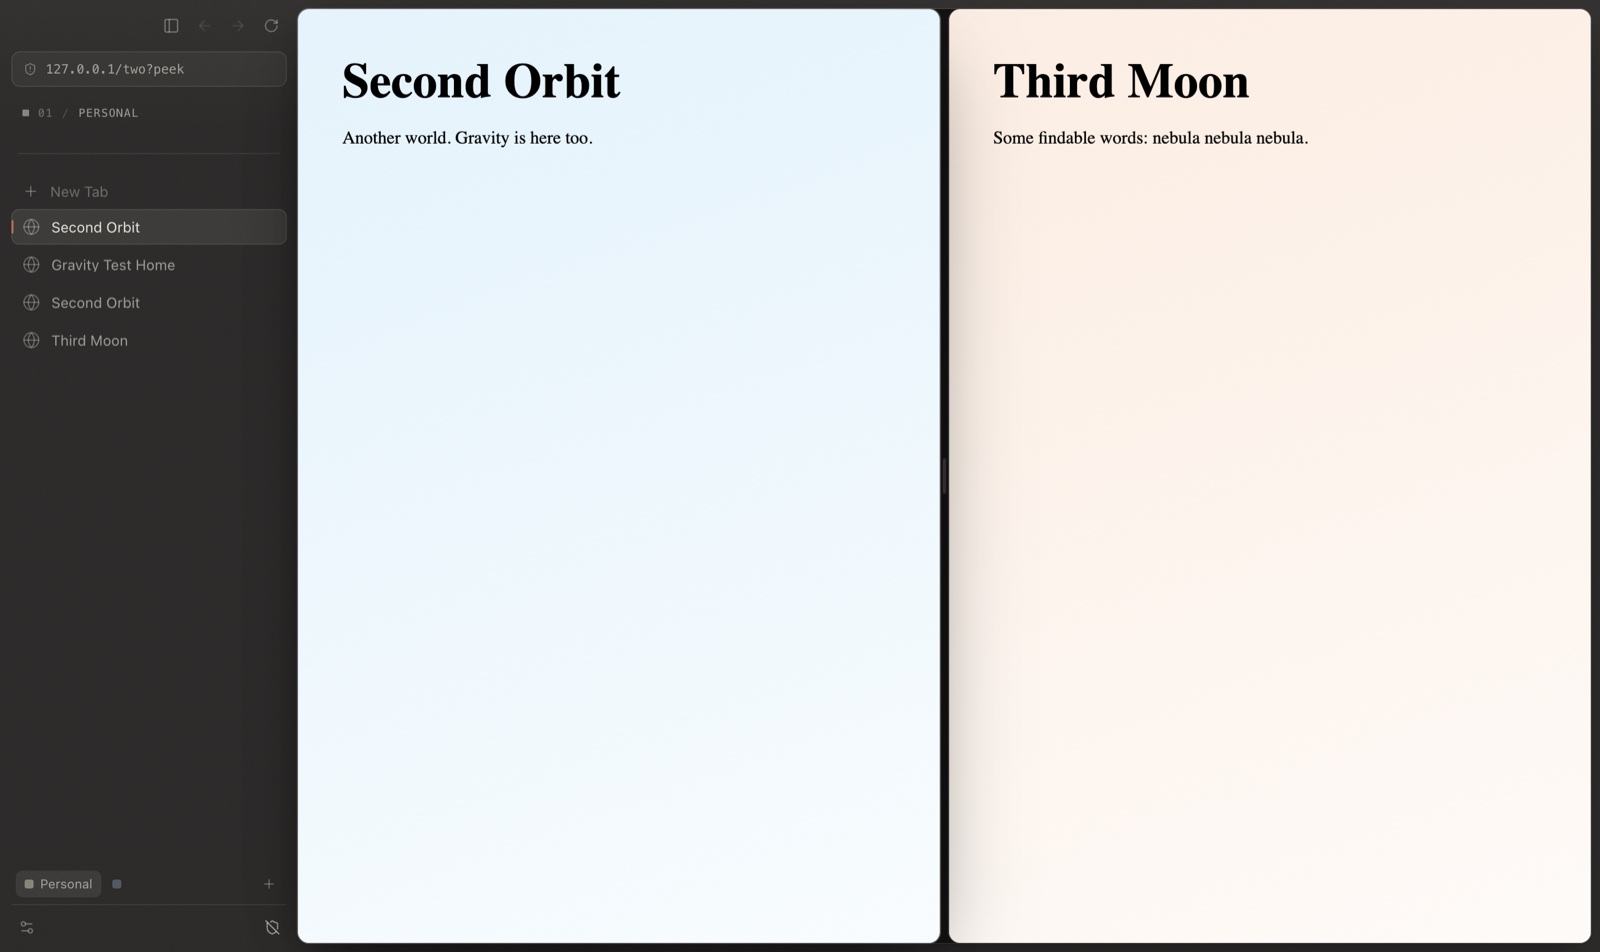 127.0.0.1/two?peek
01 / PERSONAL
New Tab
Second Orbit
Gravity Test Home
Second Orbit
Third Moon
Personal
Second Orbit
Another world. Gravity is here too.
Third Moon
Some findable words: nebula nebula nebula.